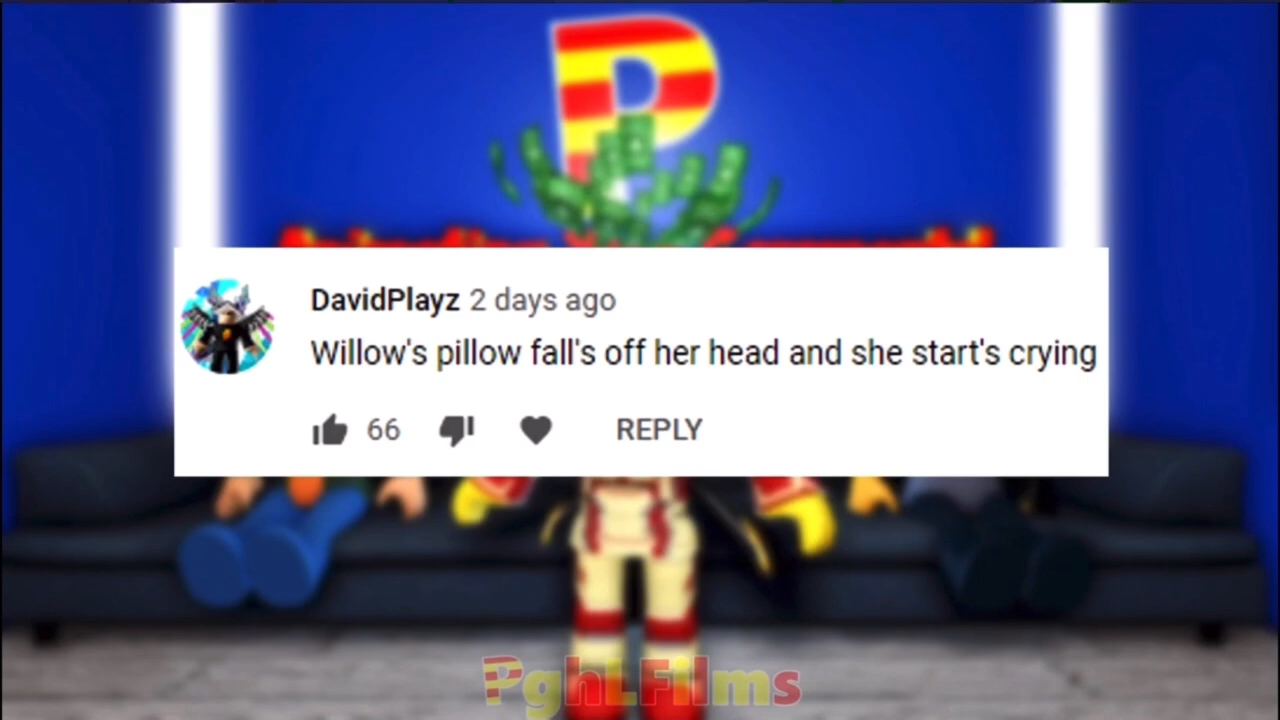 P
DavidPlayz 2 days ago
Willow's pillow fall's off her head and she start's crying
66
REPLY
PghLFilms